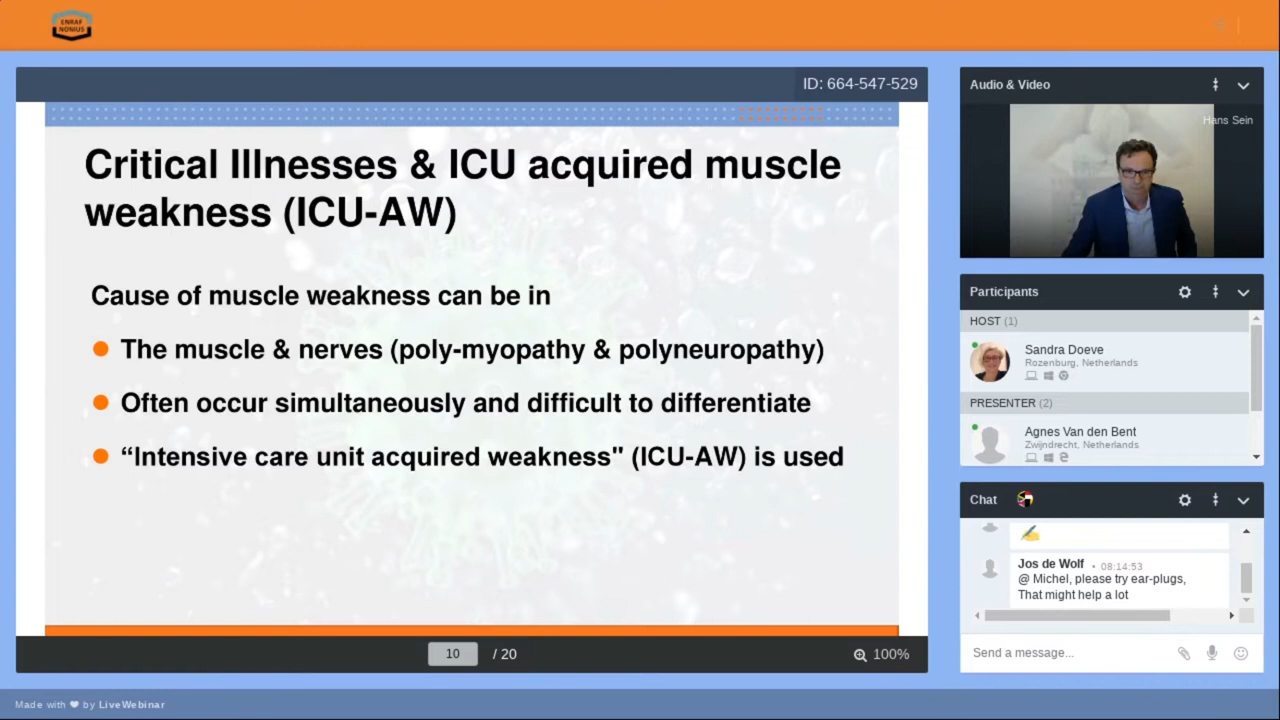 ENRAF
NONIUS
ID: 664-547-529
Critical Illnesses & ICU acquired muscle
weakness (ICU-AW)
Cause of muscle weakness can be in
The muscle & nerves (poly-myopathy & polyneuropathy)
Often occur simultaneously and difficult to differentiate
“Intensive care unit acquired weakness" (ICU-AW) is used
10 / 20
100%
Audio & Video
Hans Sein
Participants
HOST (1)
Sandra Doeve
Rozenburg, Netherlands
PRESENTER (2)
Agnes Van den Bent
Zwijndrecht, Netherlands
Chat
Jos de Wolf • 08:14:53
@ Michel, please try ear-plugs,
That might help a lot
Send a message...
Made with ❤ by LiveWebinar